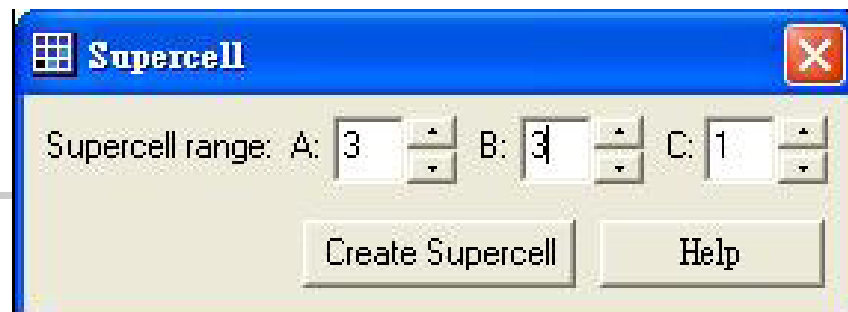 Supercell
Supercell range: A: 3 B: 3 C: 1
Create Supercell Help